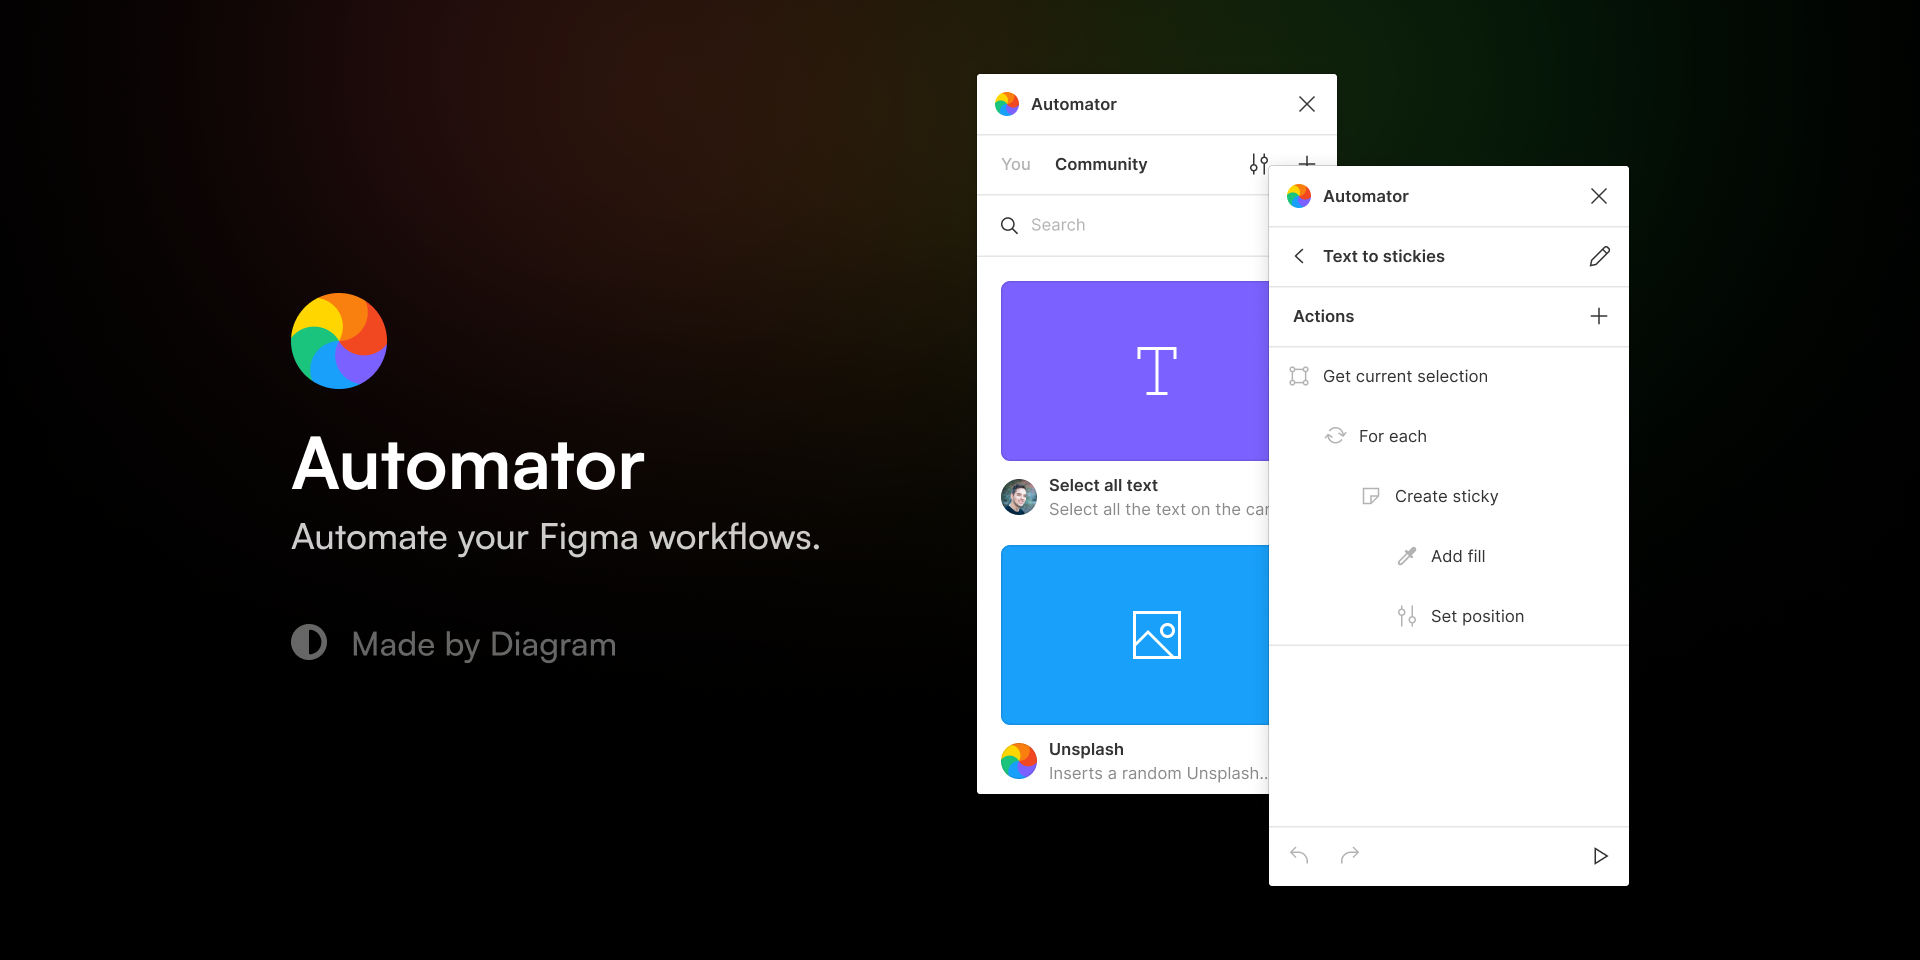 Automator
Automate your Figma workflows.
Made by Diagram
Automator
You Community
Search
Select all text
Select all the text on the
Unsplash
Inserts a random Unsplash...
Automator
Text to stickies
Actions
Get current selection
For each
Create sticky
Add fill
Set position